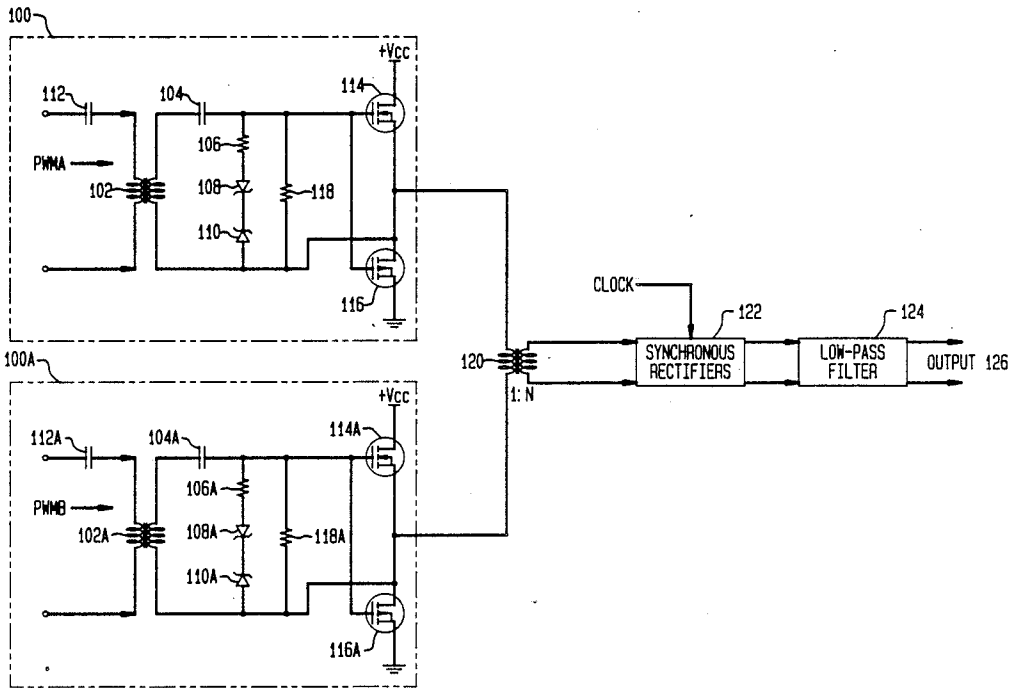 100
+Vcc
112
104
114
PWMA
106
102
108
118
110
116
CLOCK
122
124
120
SYNCHRONOUS
RECTIFIERS
LOW-PASS
FILTER
OUTPUT 126
1:N
100A
+Vcc
112A
104A
114A
PWMB
106A
102A
108A
118A
110A
116A